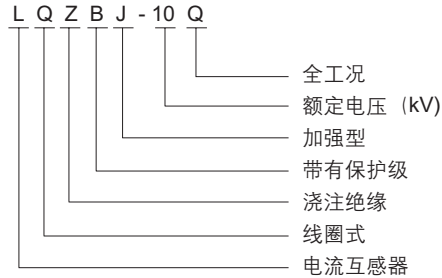 L Q Z B J - 10 Q
全工况
额定电压 (kV)
加强型
带有保护级
浇注绝缘
线圈式
电流互感器